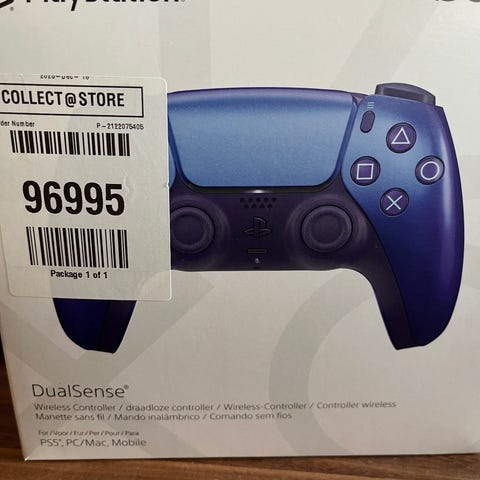 PlayStation®
COLLECT@STORE
der Number
P-2122075405
96995
Package 1 of 1
DualSense®
Wireless Controller / draadloze controller / Wireless-Controller / Controller wireless
Manette sans fil / Mando inalámbrico / Comando sem fios
For/Voor/Für/Per/Pour/Para
PS5®, PC/Mac, Mobile